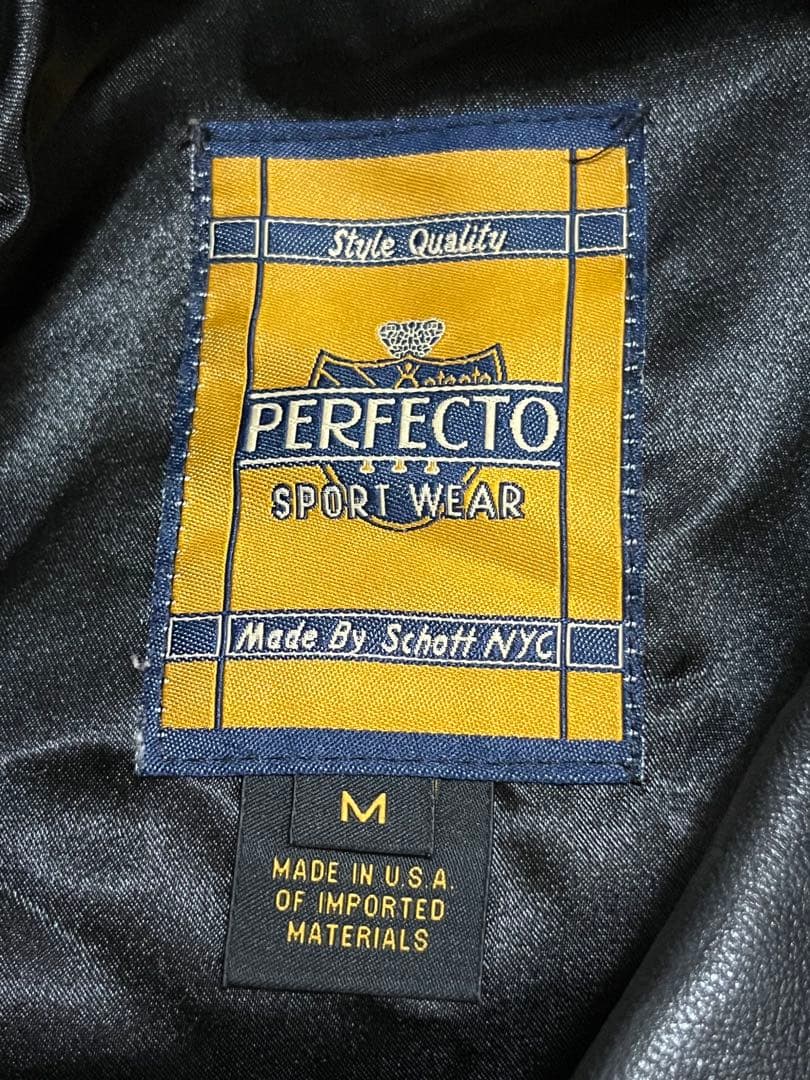 Style Quality
PERFECTO
SPORT WEAR
Made By Schott NYC
M
MADE IN U.S.A.
OF IMPORTED
MATERIALS